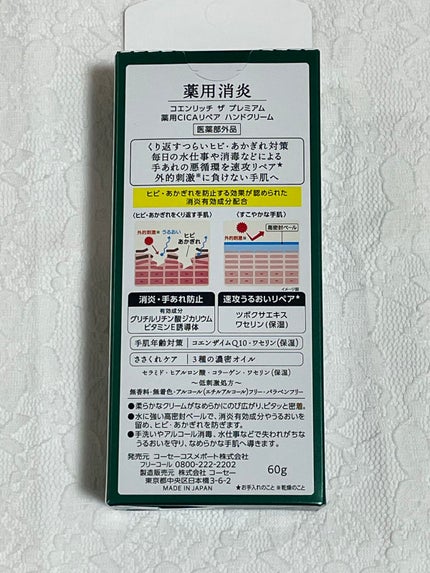 薬用消炎
コエンリッチ ザ プレミアム
薬用CICAリペア ハンドクリーム
医薬部外品
くり返すつらいヒビ・あかぎれ対策
毎日の水仕事や消毒などによる
手あれの悪循環を速攻リペア★
外的刺激※に負けない手肌へ
ヒビ・あかぎれを防止する効果が認められた
消炎有効成分配合
〈ヒビ・あかぎれをくり返す手肌〉 〈すこやかな手肌〉
外的刺激※ うるおい
ヒビ
あかぎれ
外的刺激※ 高密封ベール
イメージ図
消炎・手あれ防止 速攻うるおいリペア★
有効成分
グリチルリチン酸ジカリウム
ビタミンE誘導体
ツボクサエキス
ワセリン(保湿)
手肌年齢対策 コエンザイムQ10・ワセリン(保湿)
ささくれケア 3種の濃密オイル
セラミド・ヒアルロン酸・コラーゲン・ワセリン(保湿)
〜低刺激処方〜
無香料・無着色・アルコール(エチルアルコール)フリー・パラベンフリー
●柔らかなクリームがなめらかにのび広がり、ピタッと密着。
●水に強い高密封ベールで、消炎有効成分やうるおいを
留め、ヒビ・あかぎれを防ぎます。
●手洗いやアルコール消毒、水仕事などで失われがちな
うるおいを守り、なめらかな手肌へ導きます。
発売元 コーセーコスメポート株式会社
フリーコール 0800-222-2202
製造販売元 株式会社 コーセー
東京都中央区日本橋3-6-2
MADE IN JAPAN
60g
★お手入れのこと ※乾燥のこと